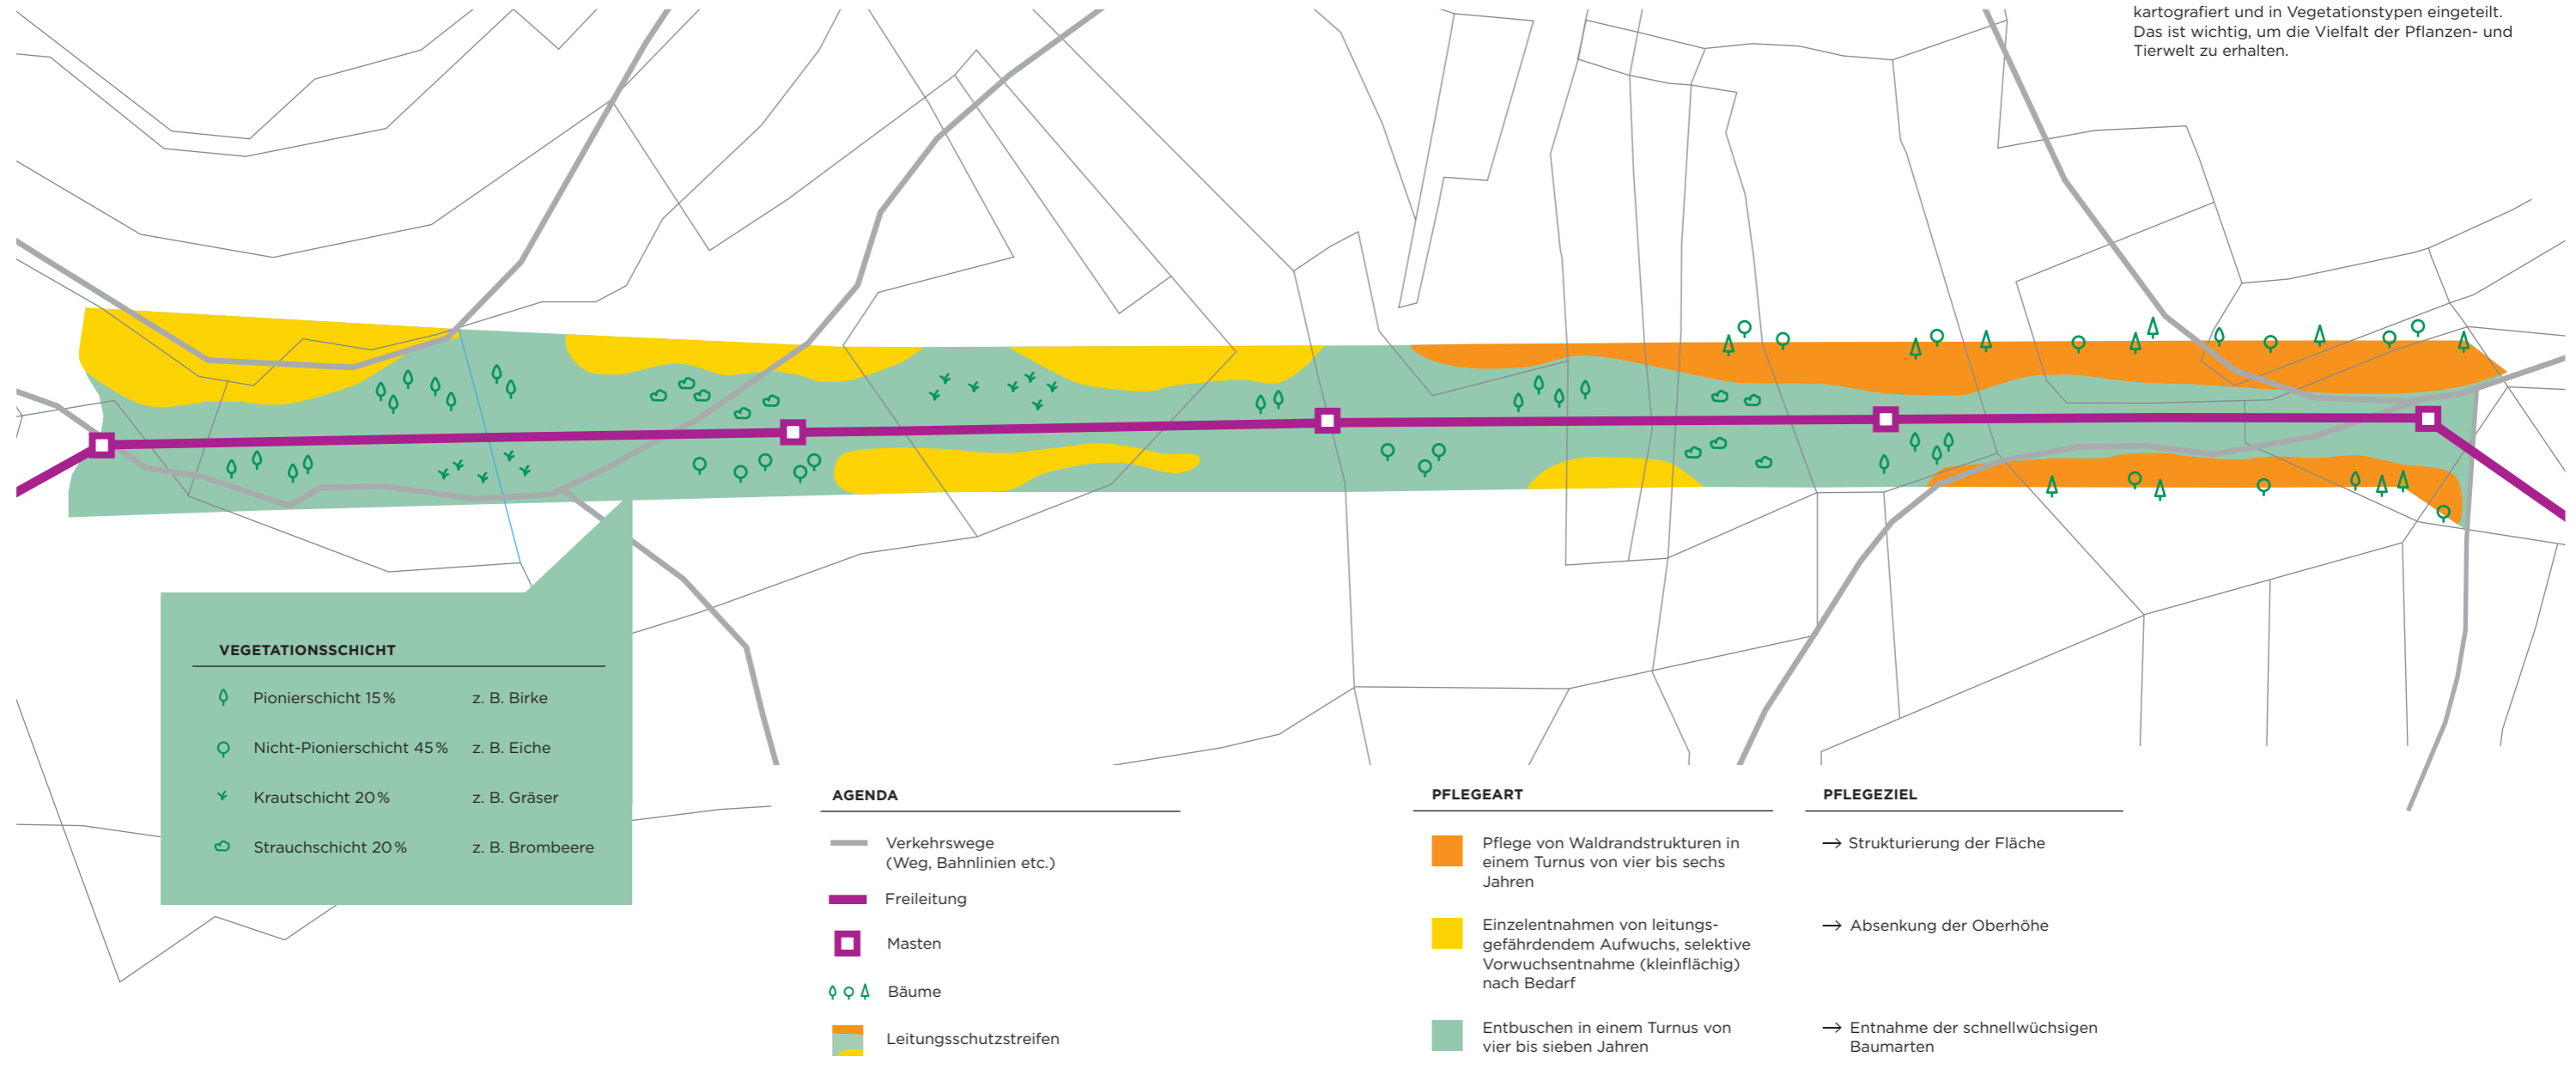 kartografiert und in Vegetationstypen eingeteilt.
Das ist wichtig, um die Vielfalt der Pflanzen- und
Tierwelt zu erhalten.
VEGETATIONSSCHICHT
Pionierschicht 15 % z. B. Birke
Nicht-Pionierschicht 45 % z. B. Eiche
Krautschicht 20 % z. B. Gräser
Strauchschicht 20 % z. B. Brombeere
AGENDA
Verkehrswege
(Weg, Bahnlinien etc.)
Freileitung
Masten
Bäume
Leitungsschutzstreifen
PFLEGEART
Pflege von Waldrandstrukturen in
einem Turnus von vier bis sechs
Jahren
Einzelentnahmen von leitungs-
gefährdendem Aufwuchs, selektive
Vorwuchsentnahme (kleinflächig)
nach Bedarf
Entbuschen in einem Turnus von
vier bis sieben Jahren
PFLEGEZIEL
→ Strukturierung der Fläche
→ Absenkung der Oberhöhe
→ Entnahme der schnellwüchsigen
Baumarten